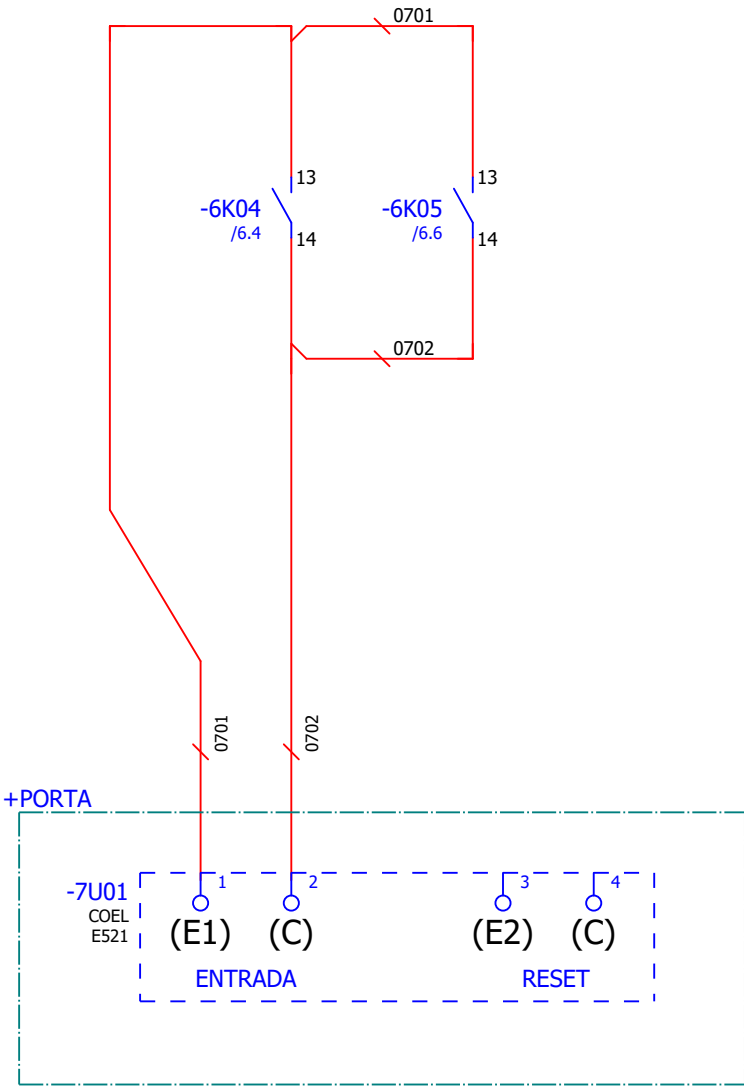 0701
13
13
-6K04
-6K05
/6.4
/6.6
14
14
0702
0701
0702
+PORTA
-7U01
1
2
3
4
COEL
E521
(E1)
(C)
(E2)
(C)
ENTRADA
RESET